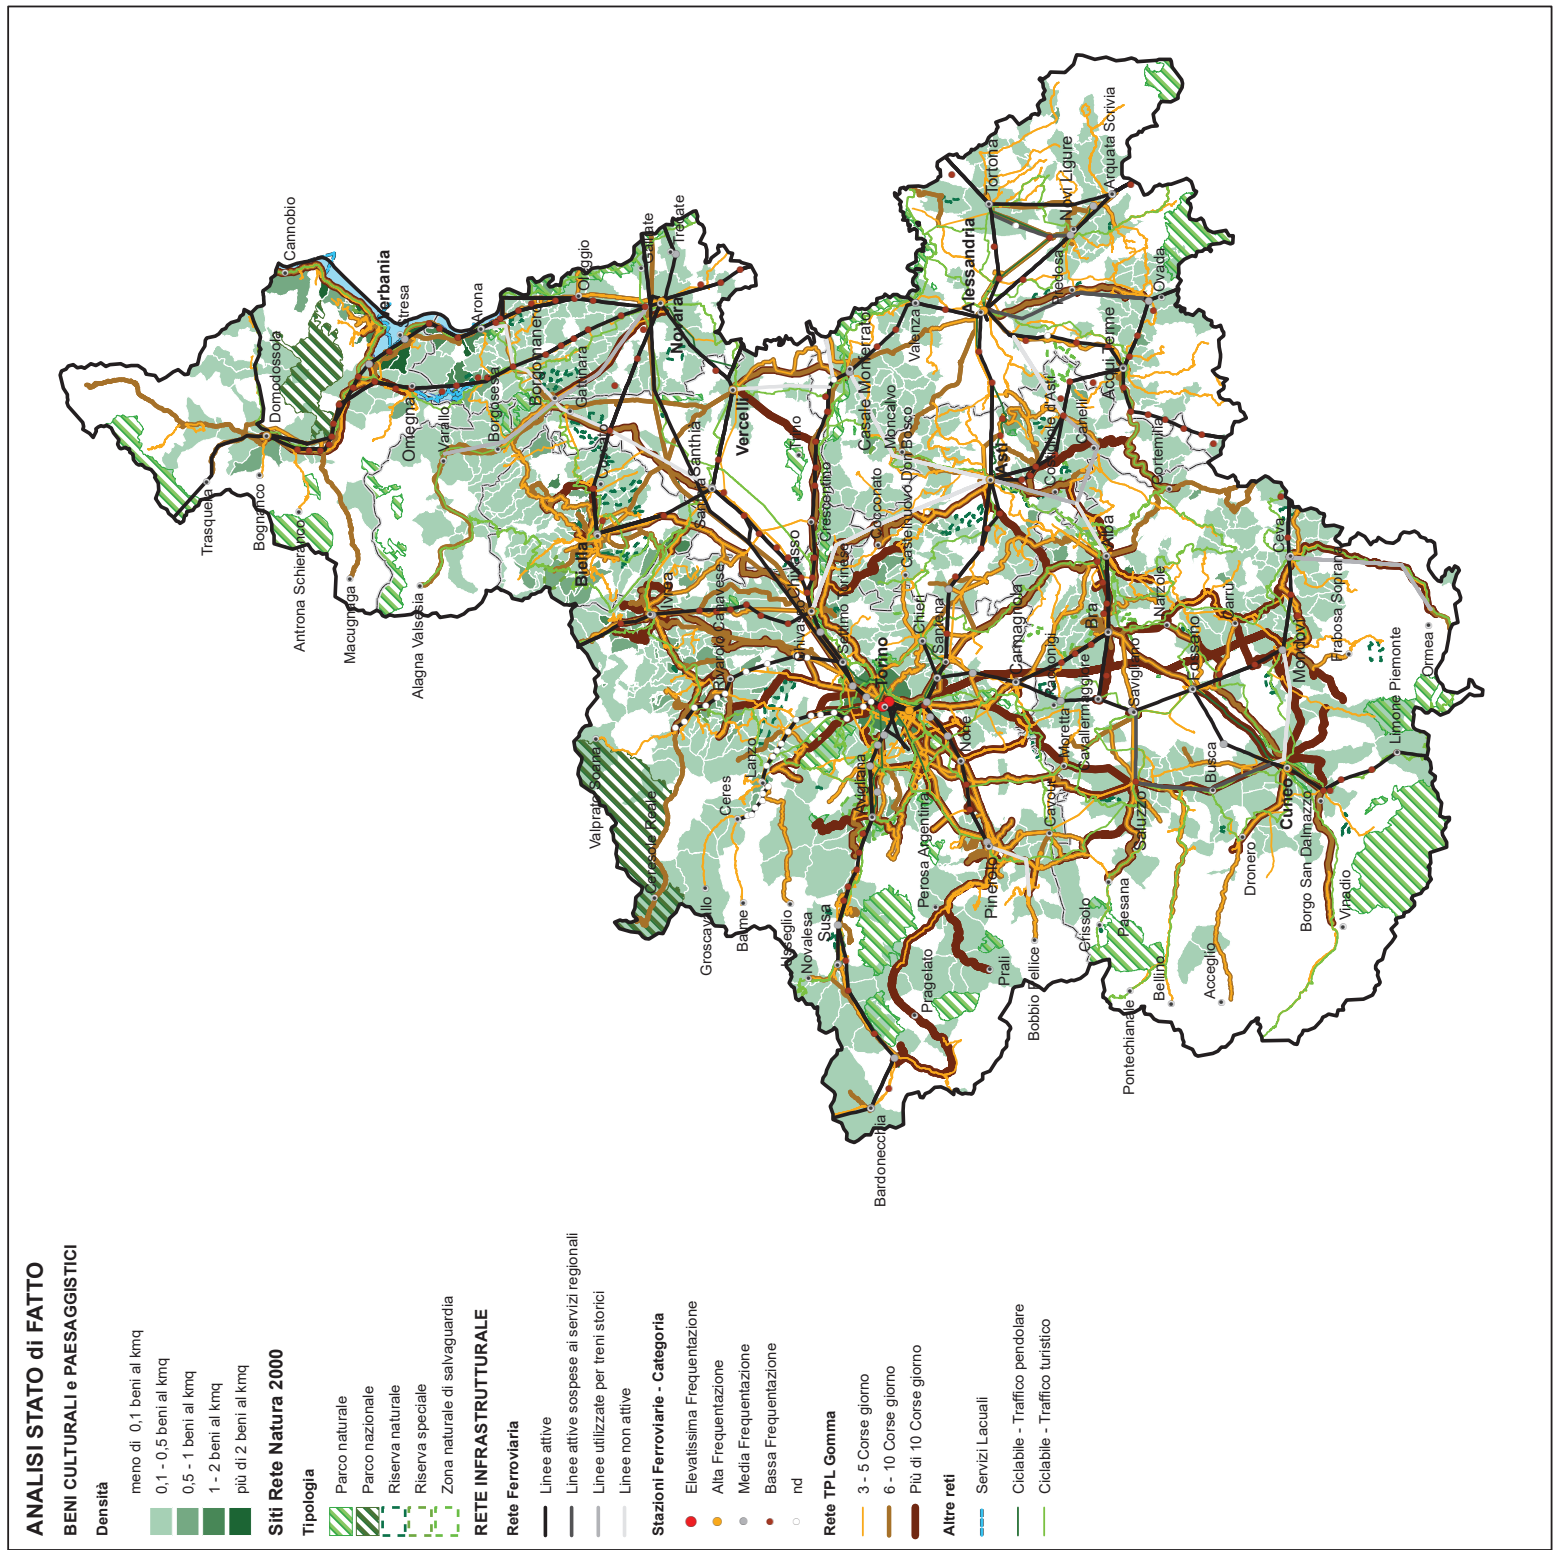 ANALISI STATO di FATTO
BENI CULTURALI e PAESAGGISTICI
Densità
meno di 0,1 beni al kmq
0,1 - 0,5 beni al kmq
0,5 - 1 beni al kmq
1 - 2 beni al kmq
più di 2 beni al kmq
Siti Rete Natura 2000
Tipologia
Parco naturale
Parco nazionale
Riserva naturale
Riserva speciale
Zona naturale di salvaguardia
RETE INFRASTRUTTURALE
Rete Ferroviaria
Linee attive
Linee attive sospese ai servizi regionali
Linee utilizzate per treni storici
Linee non attive
Stazioni Ferroviarie - Categoria
Elevatissima Frequentazione
Alta Frequentazione
Media Frequentazione
Bassa Frequentazione
nd
Rete TPL Gomma
3 - 5 Corse giorno
6 - 10 Corse giorno
Più di 10 Corse giorno
Altre reti
Servizi Lacuali
Ciclabile - Traffico pendolare
Ciclabile - Traffico turistico
Trasquera
Bognanco
Antrona Schieranco
Macugnaga
Alagna Valsesia
Domodossola
Cannobio
Verbania
Stresa
Omegna
Varallo
Arona
Borgosesa
Borgomanero
Gattinara
Oleggio
Galliate
Trecate
Novara
Cossato
Biella
Santhià
Vercelli
Trino
Ivrea
Rivarolo Canavese
Chivasso
Chivasso
Crescentino
Settimo Torinese
Valprato Soana
Ceresole Reale
Lanzo
Ceres
Groscavallo
Balme
Usseglio
Novalesa
Susa
Avigliana
Torino
Chieri
Santena
Cocconato
Castelnuovo Don Bosco
Moncalvo
Casale Monferrato
Valenza
Alessandria
Tortona
Novi Ligure
Arquata Scrivia
Predosa
Ovada
Acqui Terme
Asti
Costigliole d'Asti
Canelli
Cortemilia
Alba
Bra
Narzole
Carmagnola
Racconigi
Cavallermaggiore
Moretta
Savigliano
Fossano
Carrù
Ceva
Mondovì
Frabosa Soprana
Ormea
Limone Piemonte
Cuneo
Busca
Borgo San Dalmazzo
Vinadio
Dronero
Saluzzo
Cavour
None
Perosa Argentina
Pinerolo
Pragelato
Prali
Bobbio Pellice
Crissolo
Paesana
Pontechianale
Bellino
Acceglio
Bardonecchia